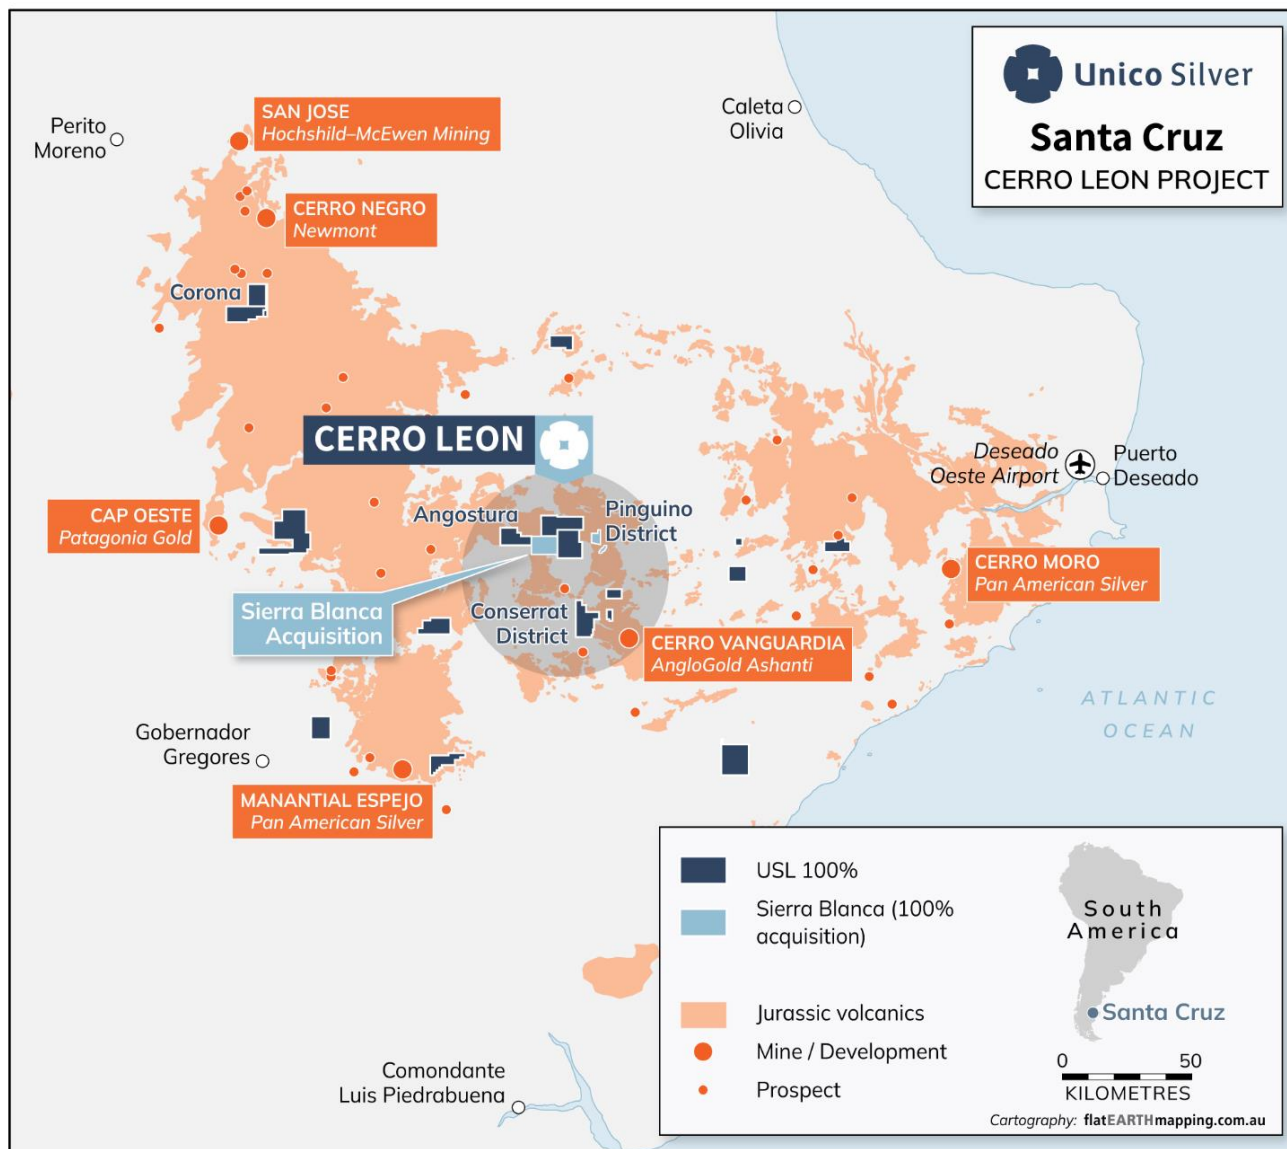 Unico Silver
Santa Cruz
CERRO LEON PROJECT
Caleta
Olivia
Perito
Moreno
SAN JOSE
Hochshild–McEwen Mining
CERRO NEGRO
Newmont
Corona
CERRO LEON
Deseado
Oeste Airport
Puerto
Deseado
CAP OESTE
Patagonia Gold
Angostura
Pinguino
District
CERRO MORO
Pan American Silver
Sierra Blanca
Acquisition
Conserrat
District
CERRO VANGUARDIA
AngloGold Ashanti
ATLANTIC
OCEAN
Gobernador
Gregores
MANANTIAL ESPEJO
Pan American Silver
USL 100%
Sierra Blanca (100%
acquisition)
Jurassic volcanics
Mine / Development
Prospect
South
America
Santa Cruz
0 50
KILOMETRES
Cartography: flatEARTHmapping.com.au
Comondante
Luis Piedrabuena